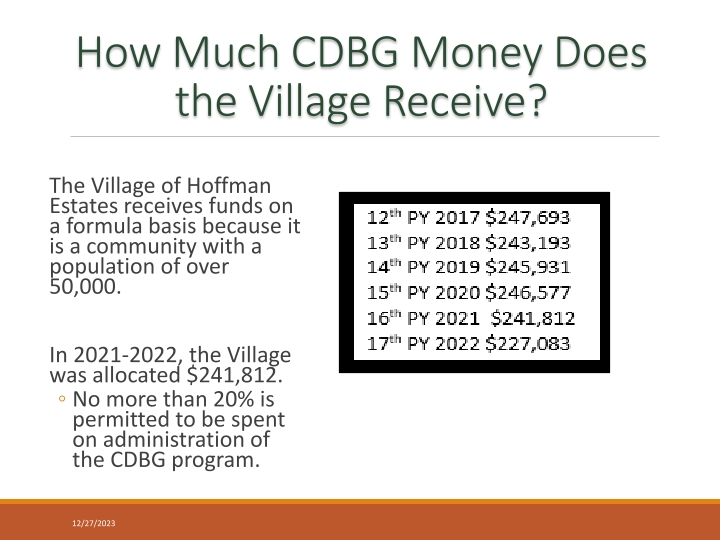 How Much CDBG Money Does
the Village Receive?
The Village of Hoffman
Estates receives funds on
a formula basis because it
is a community with a
population of over
50,000.
In 2021-2022, the Village
was allocated $241,812.
◦ No more than 20% is
permitted to be spent
on administration of
the CDBG program.
12th PY 2017 $247,693
13th PY 2018 $243,193
14th PY 2019 $245,931
15th PY 2020 $246,577
16th PY 2021 $241,812
17th PY 2022 $227,083
12/27/2023